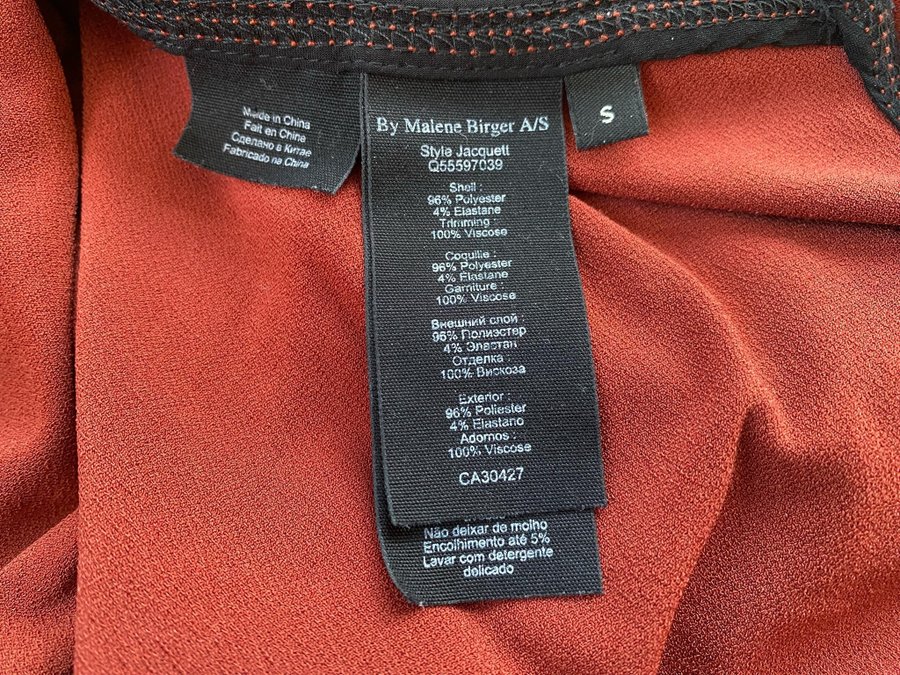 Made in China
Fait en Chine
Сделано в Китае
Fabricado na China
By Malene Birger A/S
Style Jacquett
Q55597039
Shell :
96% Polyester
4% Elastane
Trimming :
100% Viscose
Coquille :
96% Polyester
4% Elastane
Garniture :
100% Viscose
Внешний слой :
96% Полиэстер
4% Эластан
Отделка :
100% Вискоза
Exterior :
96% Poliester
4% Elastano
Adornos :
100% Viscose
CA30427
Não deixar de molho
Encolhimento até 5%
Lavar com detergente
delicado
S